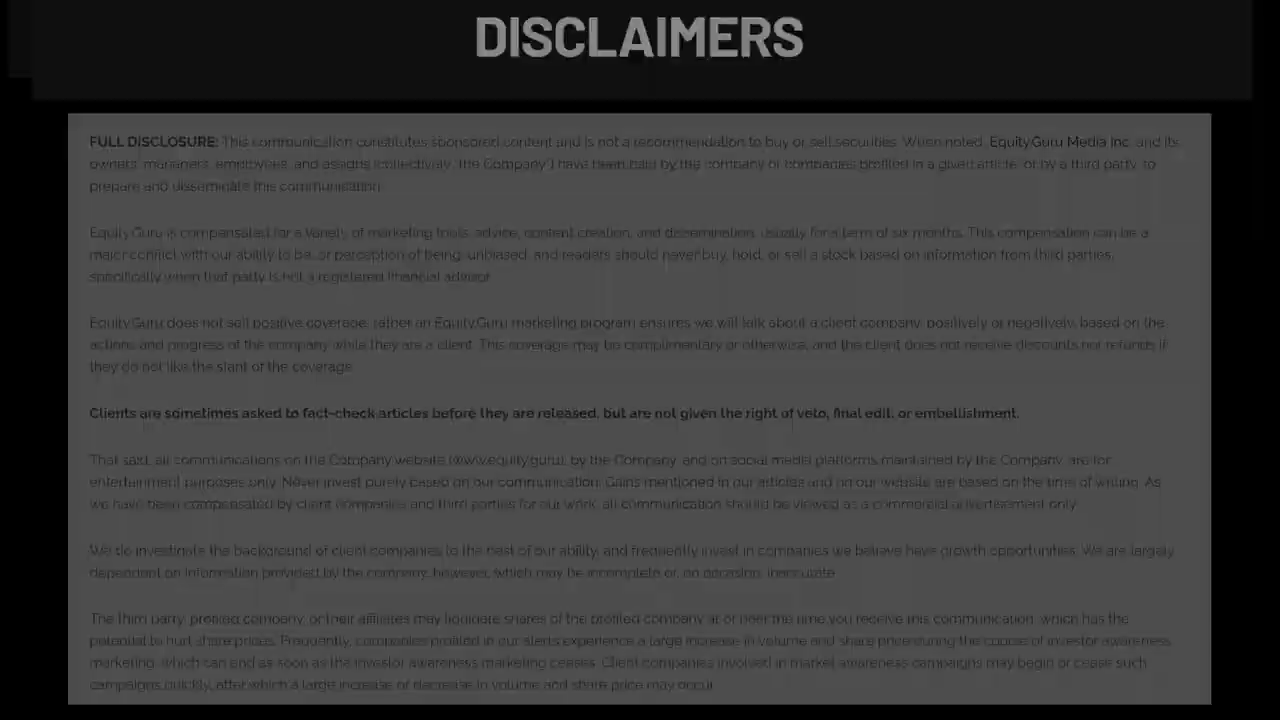 DISCLAIMERS
FULL DISCLOSURE: This communication constitutes sponsored content and is not a recommendation to buy or sell securities. When noted, Equity.Guru Media Inc. and its
owners, managers, employees, and assigns (collectively, "the Company") have been paid by the company or companies profiled in a given article, or by a third party, to
prepare and disseminate this communication.
Equity.Guru is compensated for a variety of marketing tools, advice, content creation, and dissemination, usually for a term of six months. This compensation can be a
major conflict with our ability to be, or perception of being, unbiased, and readers should never buy, hold, or sell a stock based on information from third parties,
specifically when that party is not a registered financial advisor.
Equity.Guru does not sell positive coverage, rather an Equity.Guru marketing program ensures we will talk about a client company, positively or negatively, based on the
actions and progress of the company while they are a client. This coverage may be complimentary or otherwise, and the client does not receive discounts nor refunds if
they do not like the slant of the coverage.
Clients are sometimes asked to fact-check articles before they are released, but are not given the right of veto, final edit, or embellishment.
That said, all communications on the Company website (www.equity.guru), by the Company, and on social media platforms maintained by the Company, are for
entertainment purposes only. Never invest purely based on our communication. Gains mentioned in our articles and on our website are based on the time of writing. As
we have been compensated by client companies and third parties for our work, all communication should be viewed as a commercial advertisement only.
We do investigate the background of client companies to the best of our ability, and frequently invest in companies we believe have growth opportunities. We are largely
dependent on information provided by the company, however, which may be incomplete or, on occasion, inaccurate.
The third party, profiled company, or their affiliates may liquidate shares of the profiled company at or near the time you receive this communication, which has the
potential to hurt share prices. Frequently, companies profiled in our alerts experience a large increase in volume and share price during the course of investor awareness
marketing, which can end as soon as the investor awareness marketing ceases. Client companies involved in market awareness campaigns may begin or cease such
campaigns quickly, after which a large increase or decrease in volume and share price may occur.